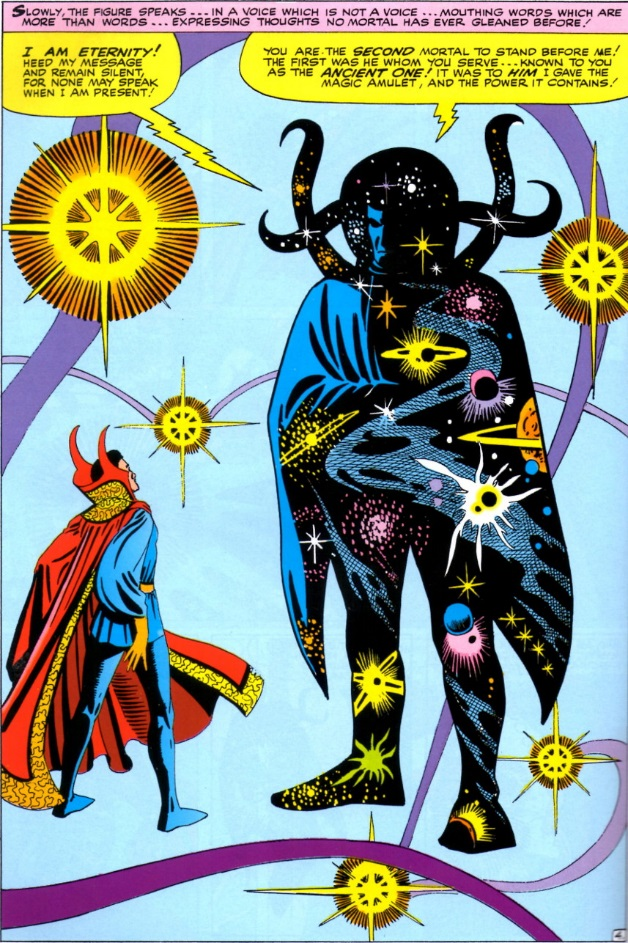 SLOWLY, THE FIGURE SPEAKS --- IN A VOICE WHICH IS NOT A VOICE --- MOUTHING WORDS WHICH ARE
MORE THAN WORDS --- EXPRESSING THOUGHTS NO MORTAL HAS EVER GLEANED BEFORE!
I AM ETERNITY!
HEED MY MESSAGE
AND REMAIN SILENT,
FOR NONE MAY SPEAK
WHEN I AM PRESENT!
YOU ARE THE SECOND MORTAL TO STAND BEFORE ME!
THE FIRST WAS HE WHOM YOU SERVE --- KNOWN TO YOU
AS THE ANCIENT ONE! IT WAS TO HIM I GAVE THE
MAGIC AMULET, AND THE POWER IT CONTAINS!